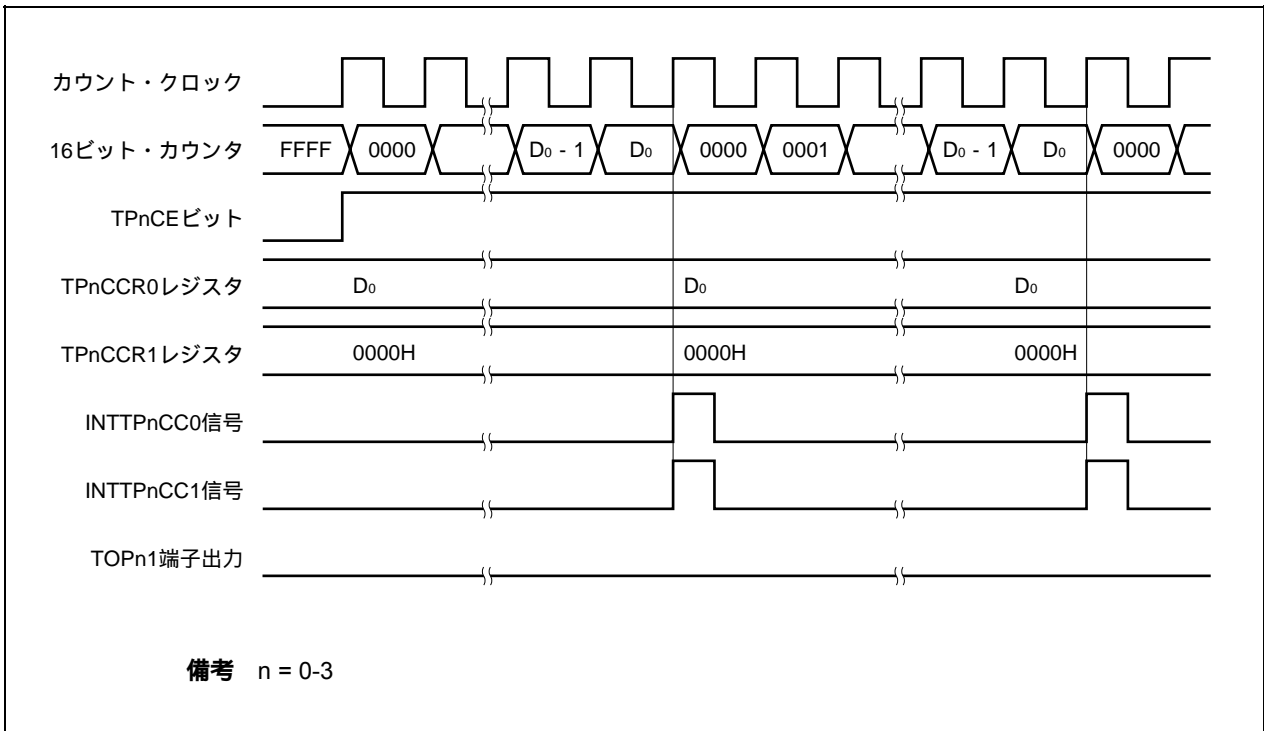 カウント・クロック
16ビット・カウンタ FFFF 0000 D₀ - 1 D₀ 0000 0001 D₀ - 1 D₀ 0000
TPnCEビット
TPnCCR0レジスタ D₀ D₀ D₀
TPnCCR1レジスタ 0000H 0000H 0000H
INTTPnCC0信号
INTTPnCC1信号
TOPn1端子出力
備考 n = 0-3